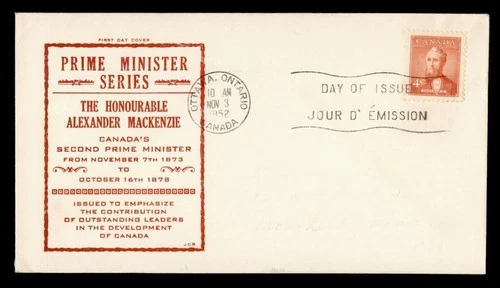 FIRST DAY COVER
PRIME MINISTER
SERIES
THE HONOURABLE
ALEXANDER MACKENZIE
CANADA'S
SECOND PRIME MINISTER
FROM NOVEMBER 7TH 1873
TO
OCTOBER 16TH 1878
ISSUED TO EMPHASIZE
THE CONTRIBUTION
OF OUTSTANDING LEADERS
IN THE DEVELOPMENT
OF CANADA
JCR
OTTAWA, ONTARIO
10 AM
NOV 3
1952
CANADA
DAY OF ISSUE
JOUR D' ÉMISSION
CANADA
4